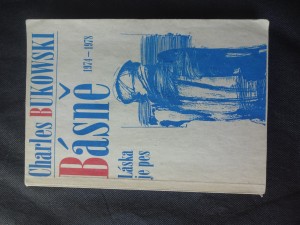 Charles BUKOWSKI
Básně
1974–1978
Láska
je pes